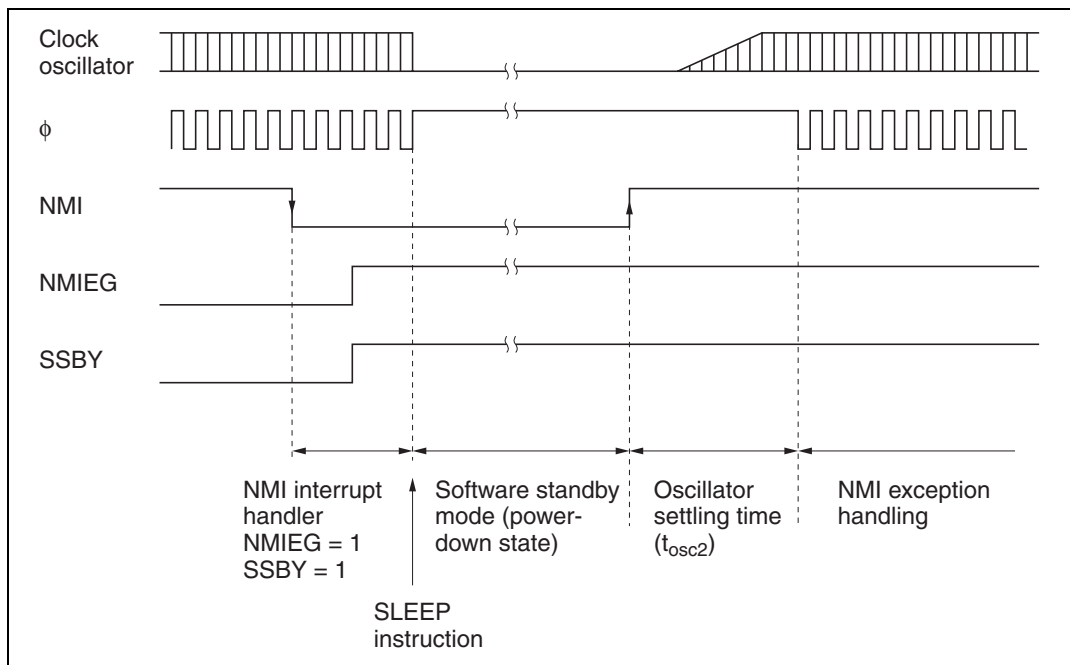 Clock
oscillator
φ
NMI
NMIEG
SSBY
NMI interrupt
handler
NMIEG = 1
SSBY = 1
Software standby
mode (power-
down state)
Oscillator
settling time
(tosc2)
NMI exception
handling
SLEEP
instruction